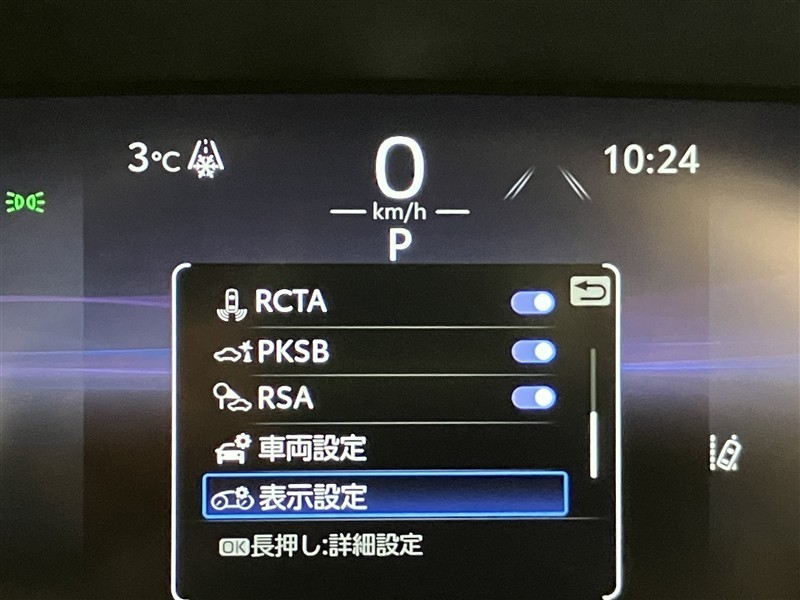 3°C
0
km/h
10:24
P
RCTA
PKSB
RSA
車両設定
表示設定
OK長押し:詳細設定